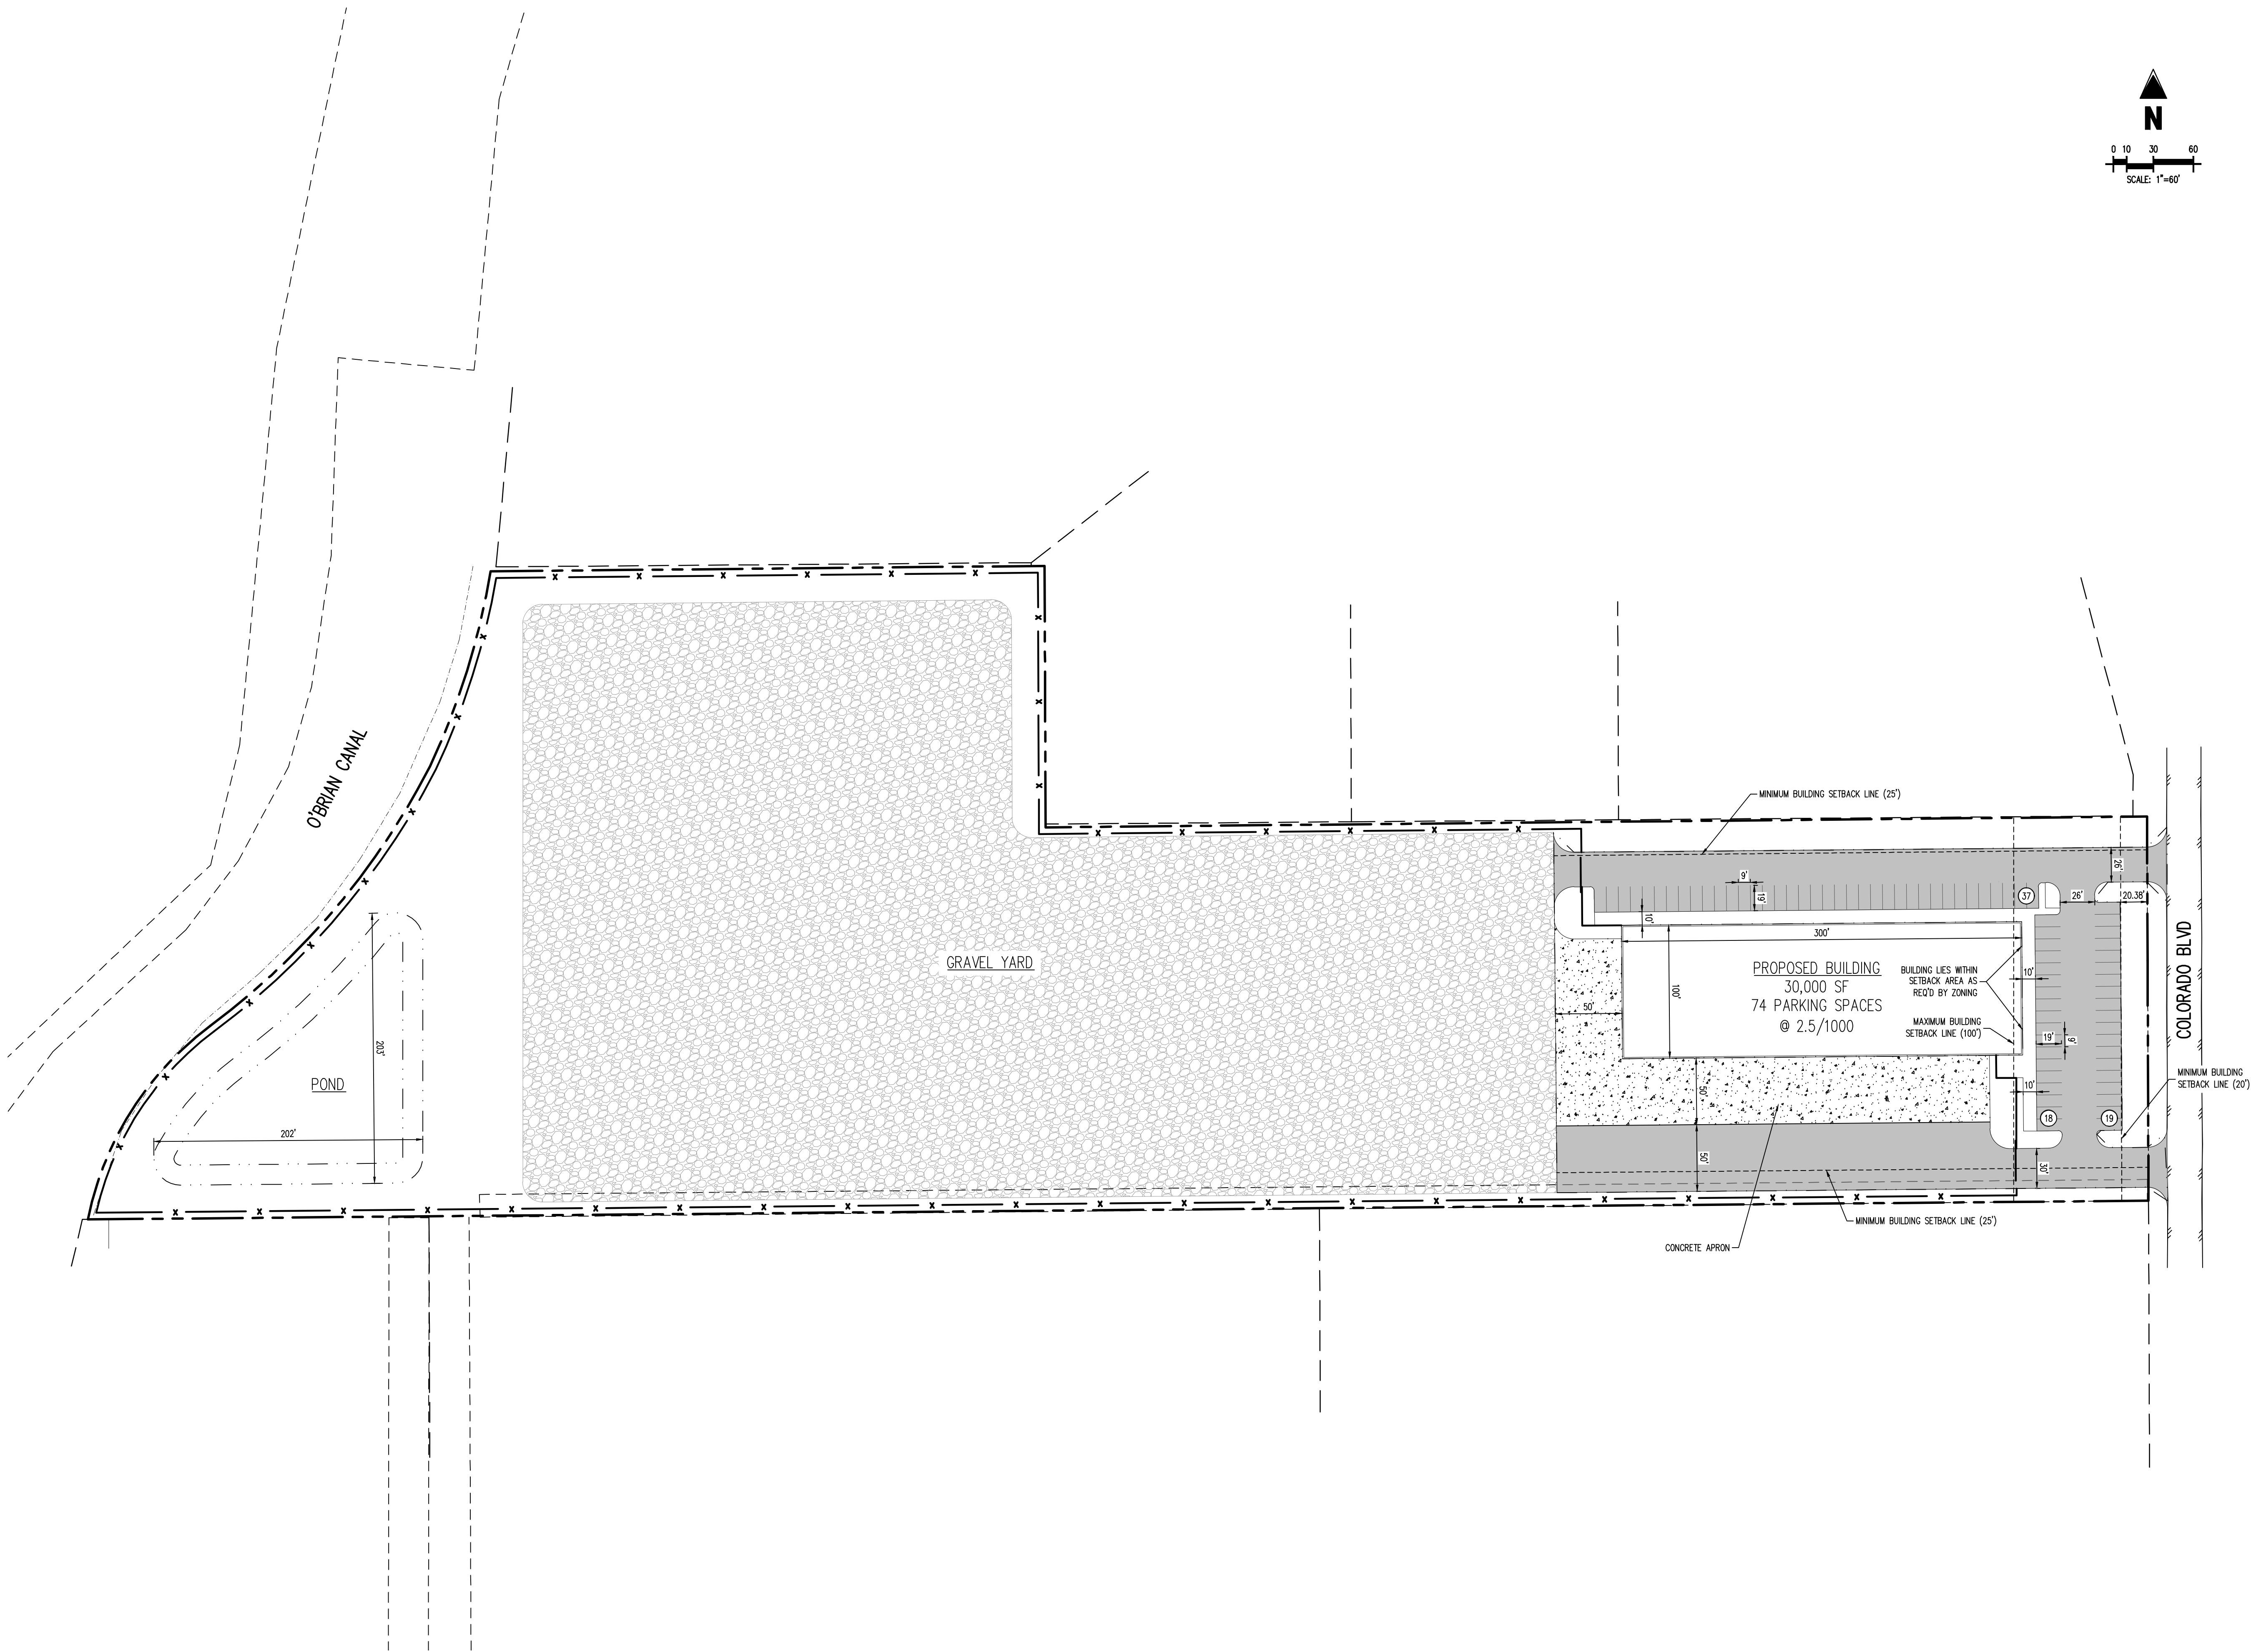 N
0 10 30 60
SCALE: 1"=60'
O'BRIAN CANAL
MINIMUM BUILDING SETBACK LINE (25')
26'
9'
19'
37
26'
20.38'
10'
300'
COLORADO BLVD
GRAVEL YARD
PROPOSED BUILDING
30,000 SF
74 PARKING SPACES
@ 2.5/1000
BUILDING LIES WITHIN
SETBACK AREA AS
REQ'D BY ZONING
10'
100'
50'
MAXIMUM BUILDING
SETBACK LINE (100')
19'
9'
203'
POND
MINIMUM BUILDING
SETBACK LINE (20')
50'
10'
18
19
202'
50'
30'
MINIMUM BUILDING SETBACK LINE (25')
CONCRETE APRON